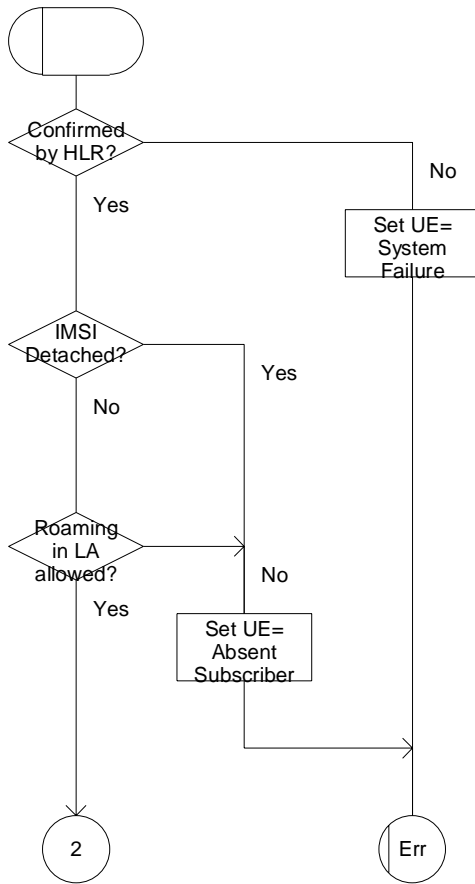 Confirmed
by HLR?
No
Yes
Set UE=
System
Failure
IMSI
Detached?
Yes
No
Roaming
in LA
allowed?
No
Yes
Set UE=
Absent
Subscriber
2
Err